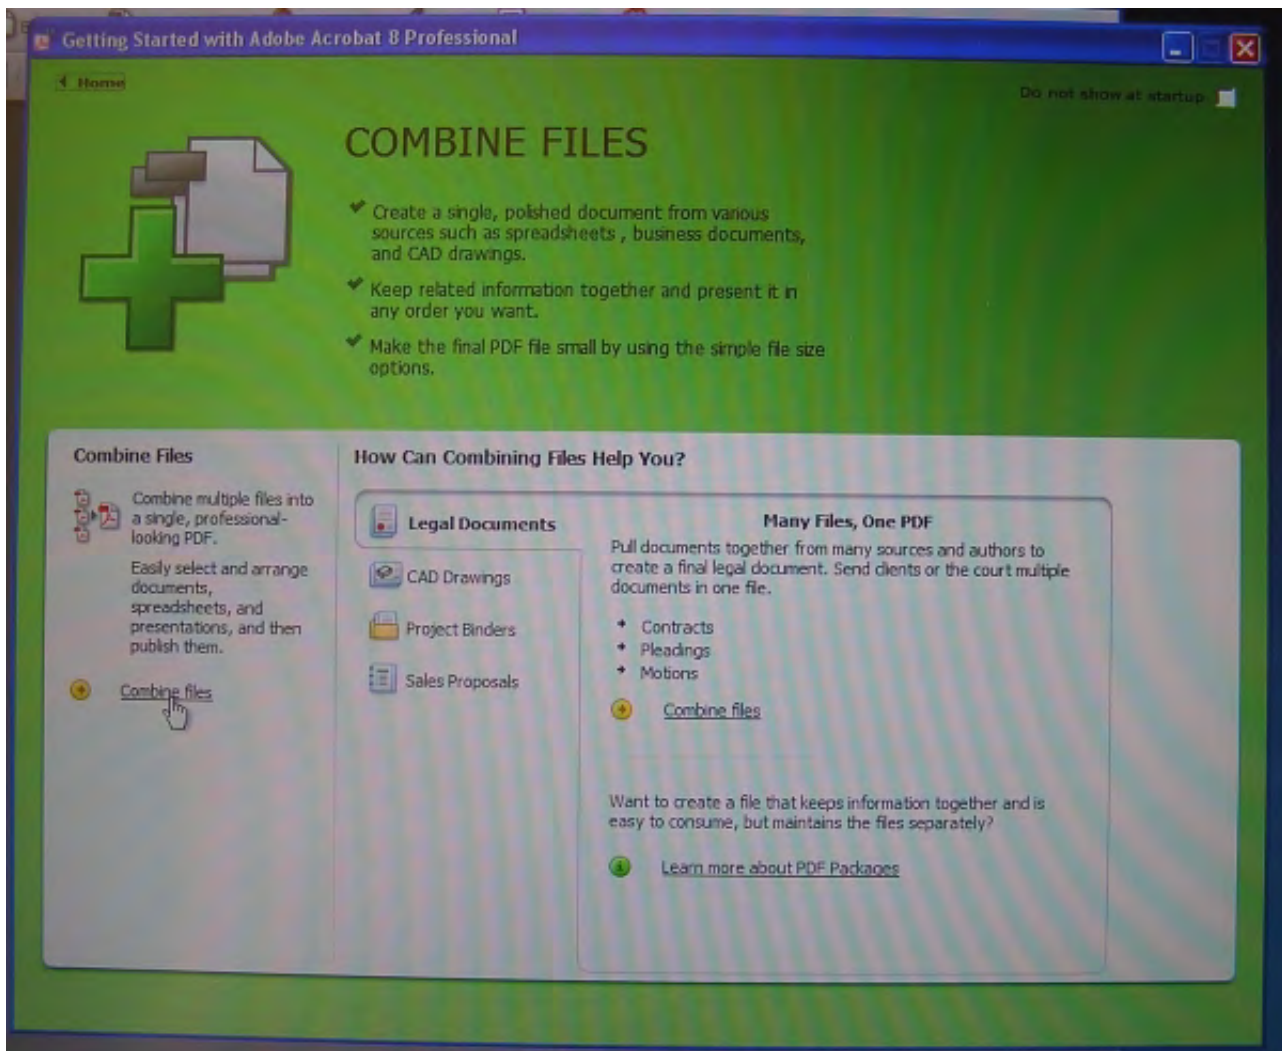 Getting Started with Adobe Acrobat 8 Professional
Home
Do not show at startup
COMBINE FILES
Create a single, polished document from various
sources such as spreadsheets , business documents,
and CAD drawings.
Keep related information together and present it in
any order you want.
Make the final PDF file small by using the simple file size
options.
Combine Files
Combine multiple files into
a single, professional-
looking PDF.
Easily select and arrange
documents,
spreadsheets, and
presentations, and then
publish them.
Combine files
How Can Combining Files Help You?
Legal Documents
CAD Drawings
Project Binders
Sales Proposals
Many Files, One PDF
Pull documents together from many sources and authors to
create a final legal document. Send clients or the court multiple
documents in one file.
Contracts
Pleadings
Motions
Combine files
Want to create a file that keeps information together and is
easy to consume, but maintains the files separately?
Learn more about PDF Packages